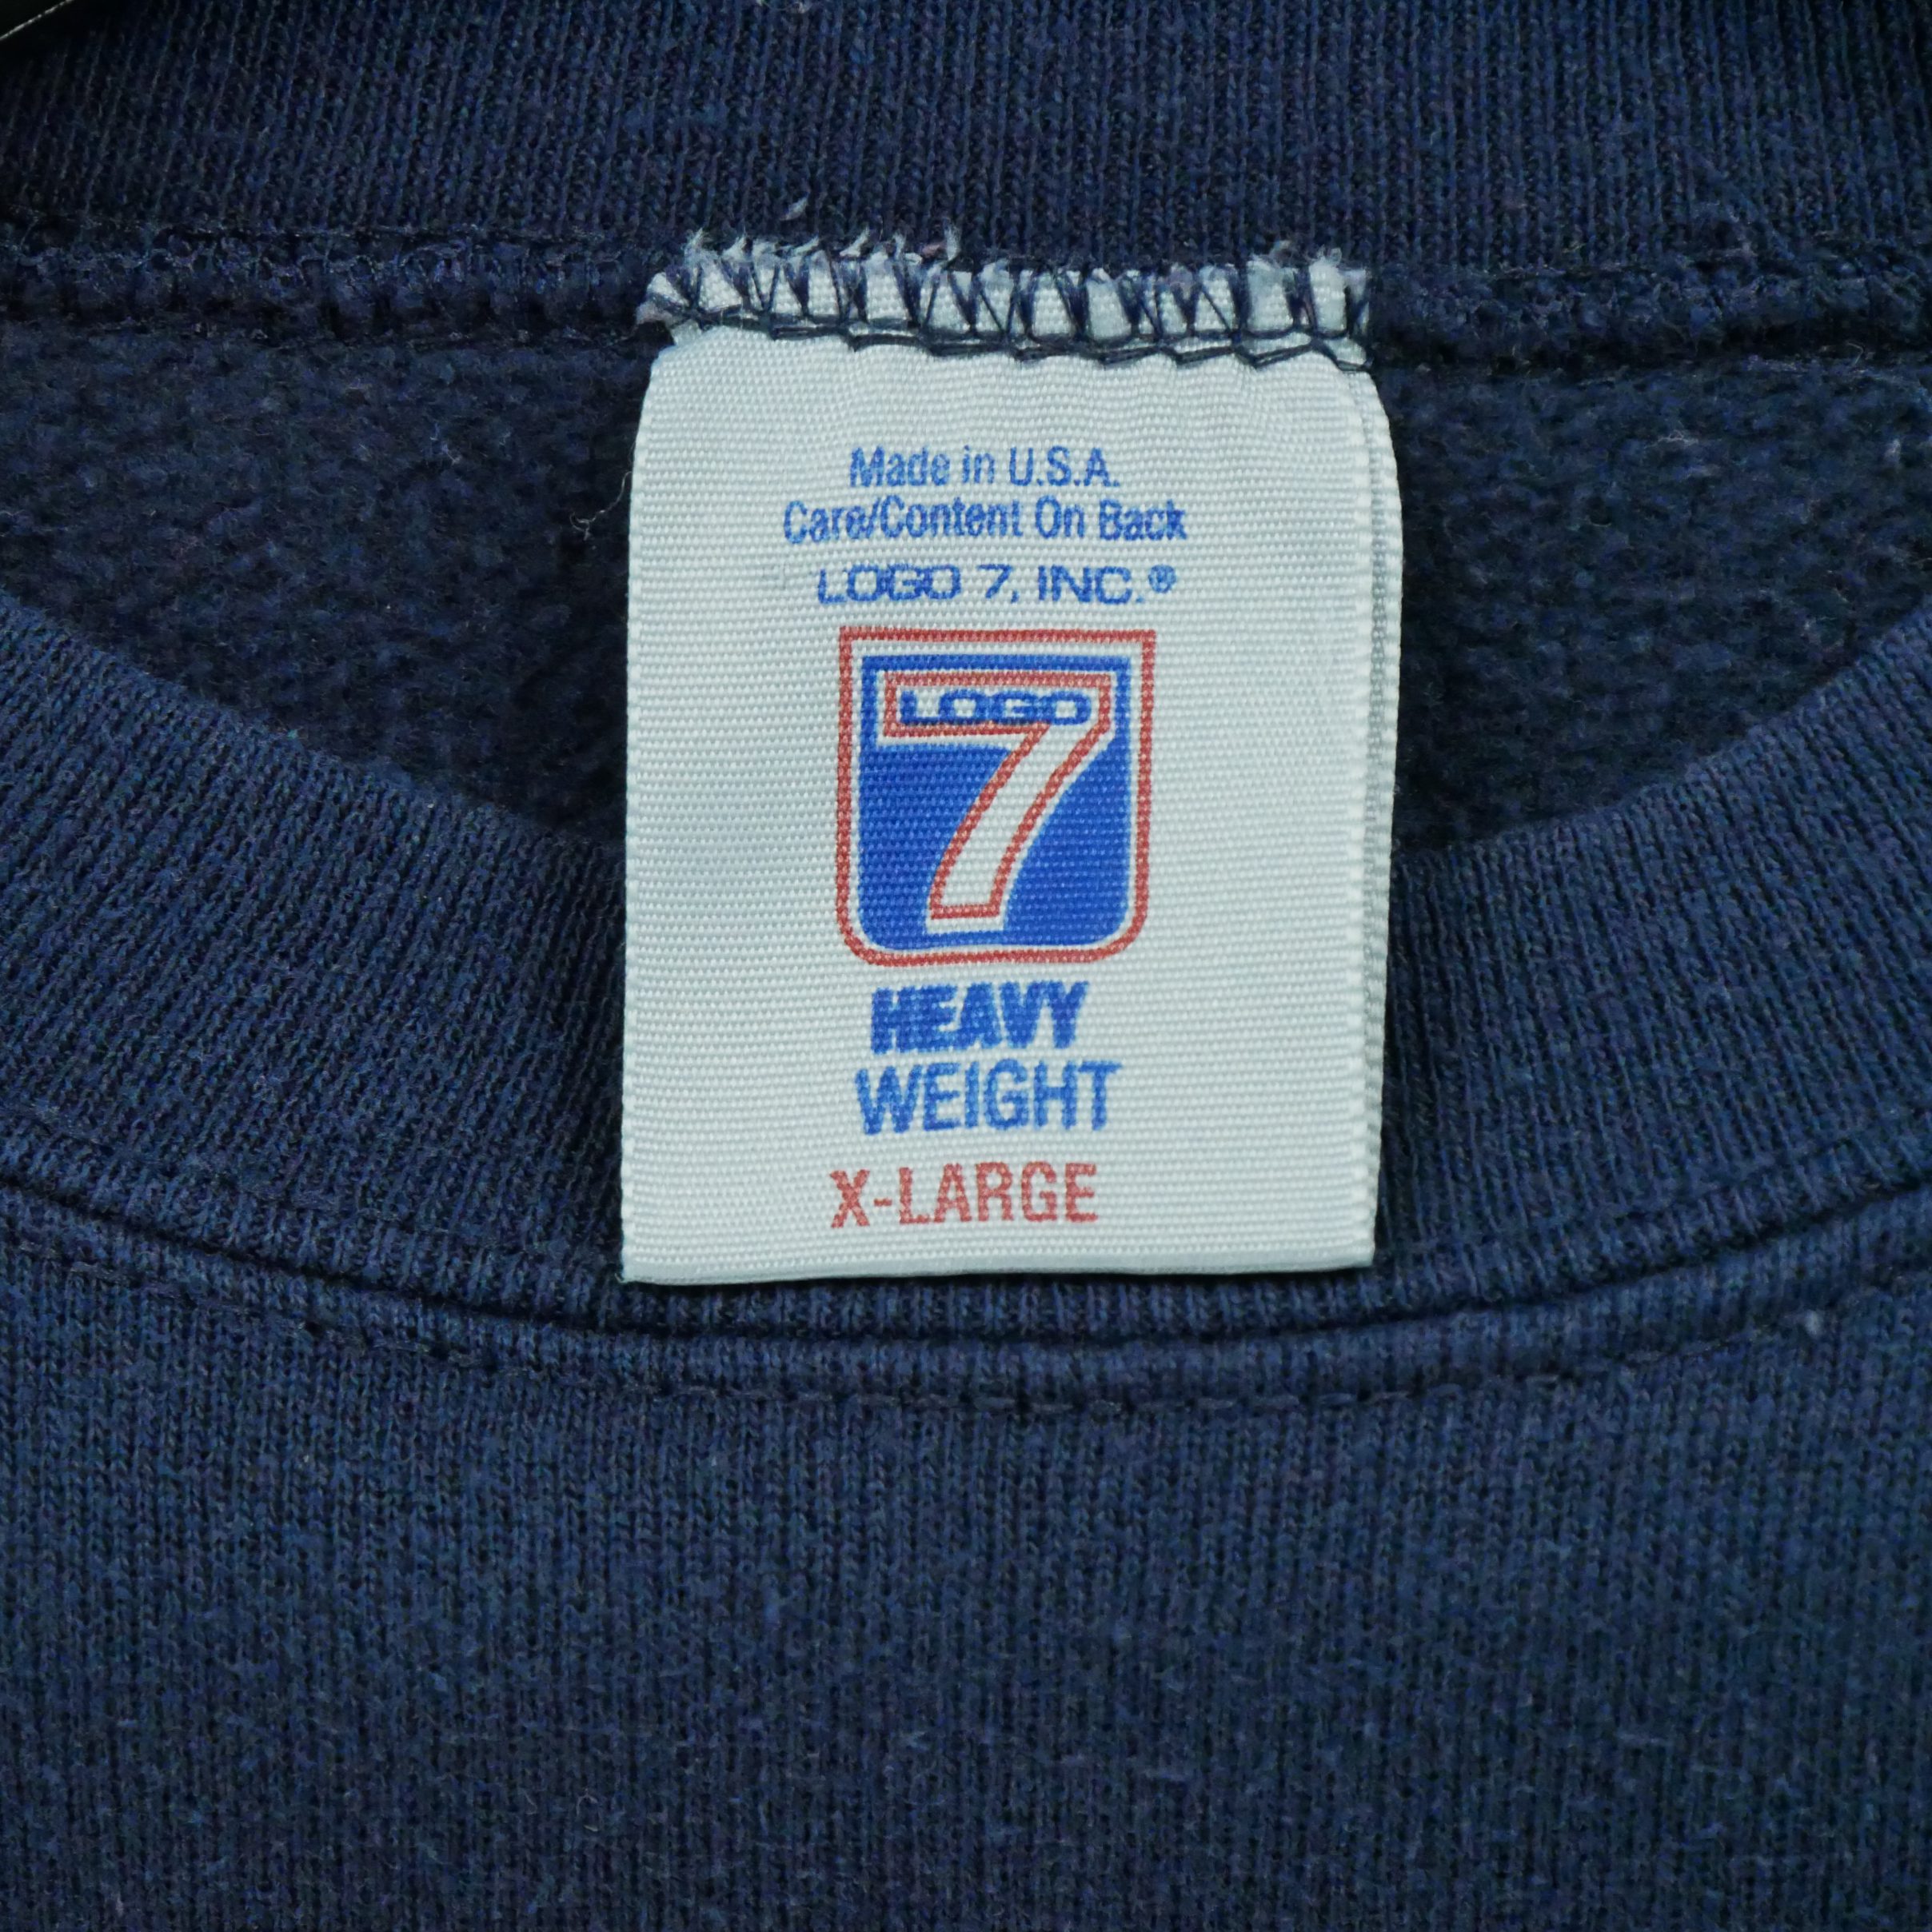 Made in U.S.A.
Care/Content On Back
LOGO 7, INC.®
LOGO
7
HEAVY
WEIGHT
X-LARGE